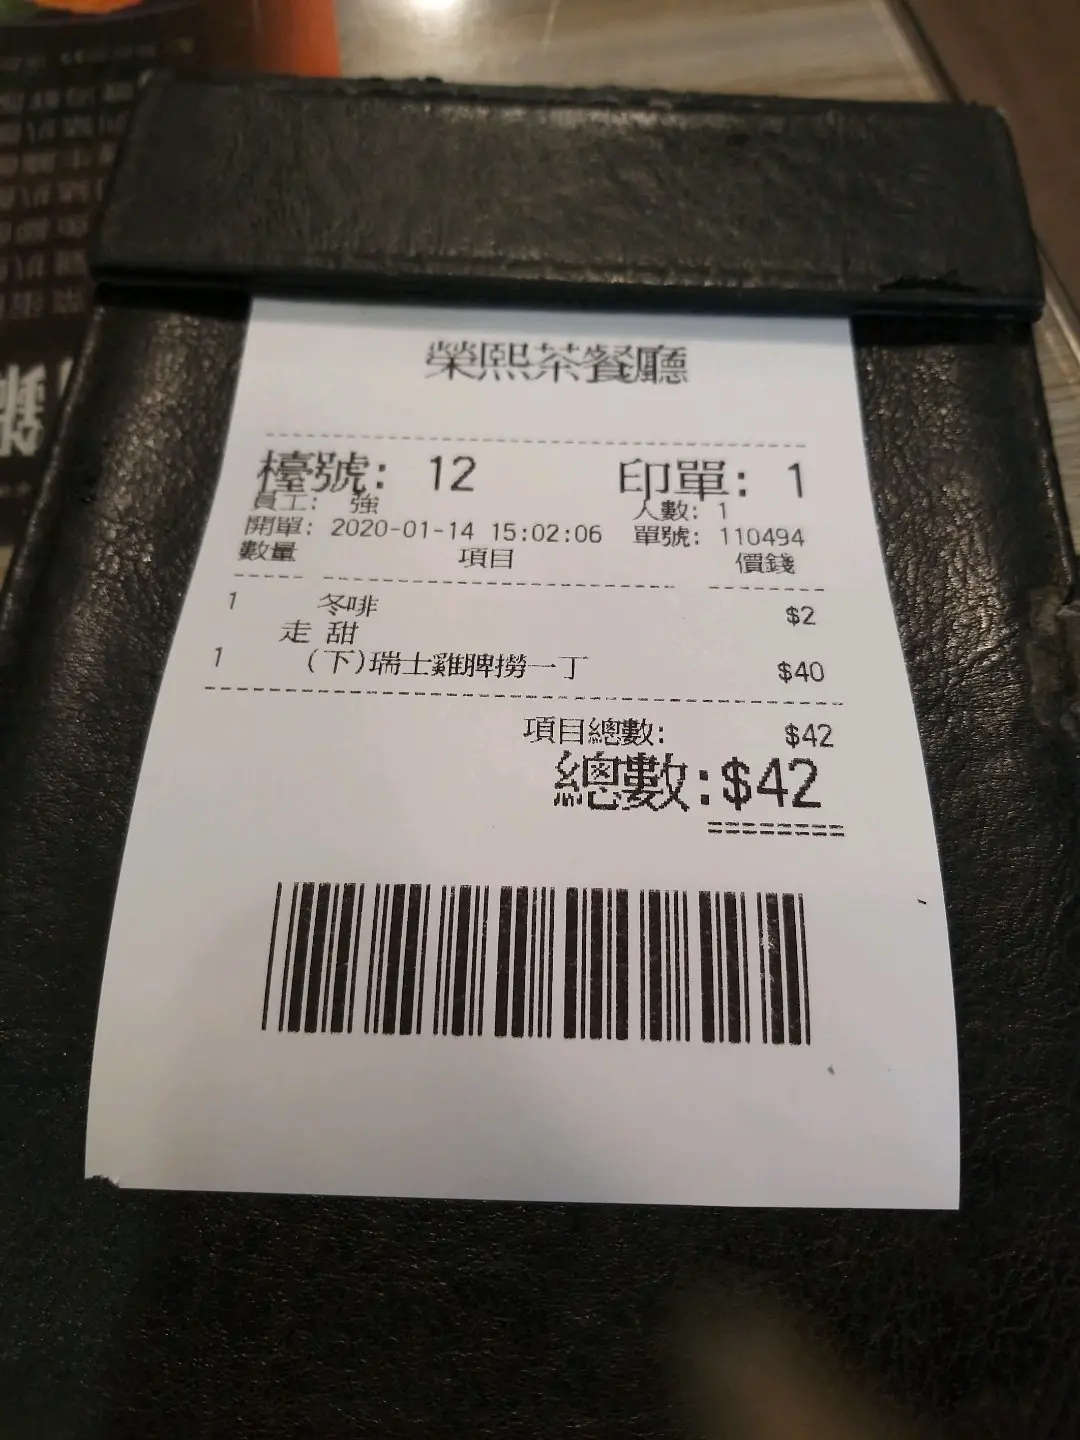 榮熙茶餐廳
檯號: 12 印單: 1
員工: 強 人數: 1
開單: 2020-01-14 15:02:06 單號: 110494
數量 項目 價錢
1 冬啡 $2
走 甜
1 (下)瑞士雞脾撈一丁 $40
項目總數: $42
總數:$42
========